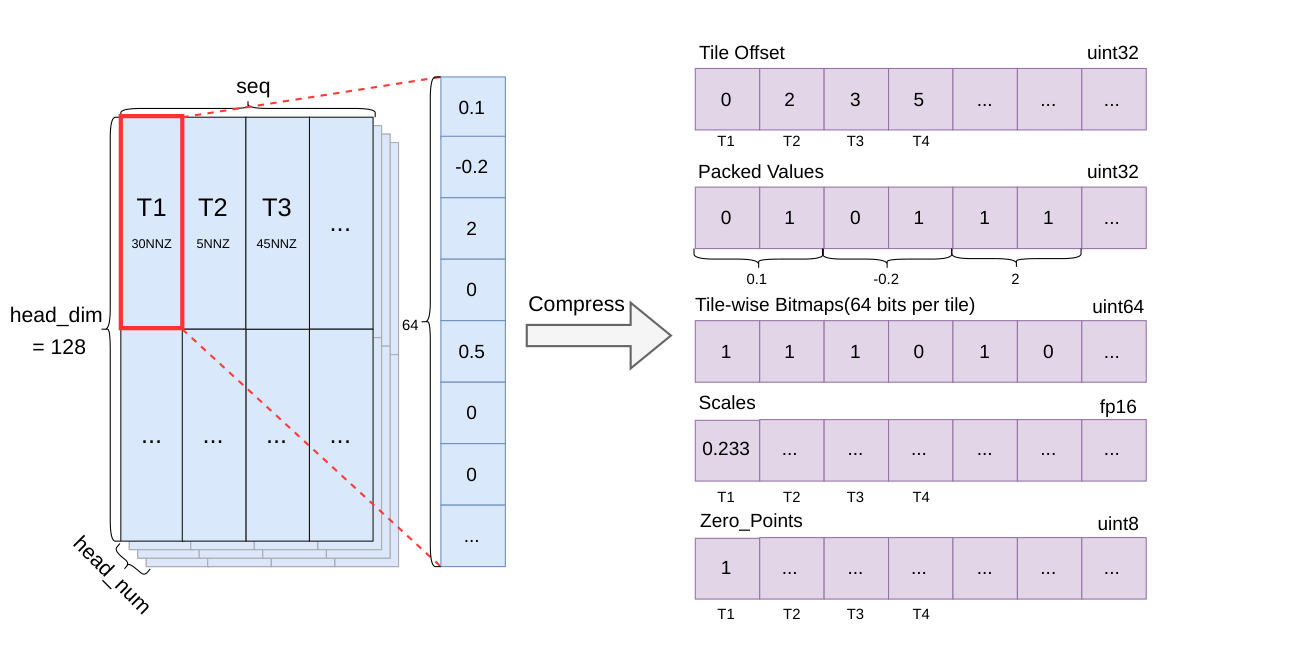 seq
T1
T2
T3
...
30NNZ
5NNZ
45NNZ
head_dim
= 128
...
...
...
...
head_num
64
0.1
-0.2
2
0
0.5
0
0
...
Compress
Tile Offset
uint32
0 2 3 5 ... ... ...
T1 T2 T3 T4
Packed Values
uint32
0 1 0 1 1 1 ...
0.1 -0.2 2
Tile-wise Bitmaps(64 bits per tile)
uint64
1 1 1 0 1 0 ...
Scales
fp16
0.233 ... ... ... ... ... ...
T1 T2 T3 T4
Zero_Points
uint8
1 ... ... ... ... ... ...
T1 T2 T3 T4